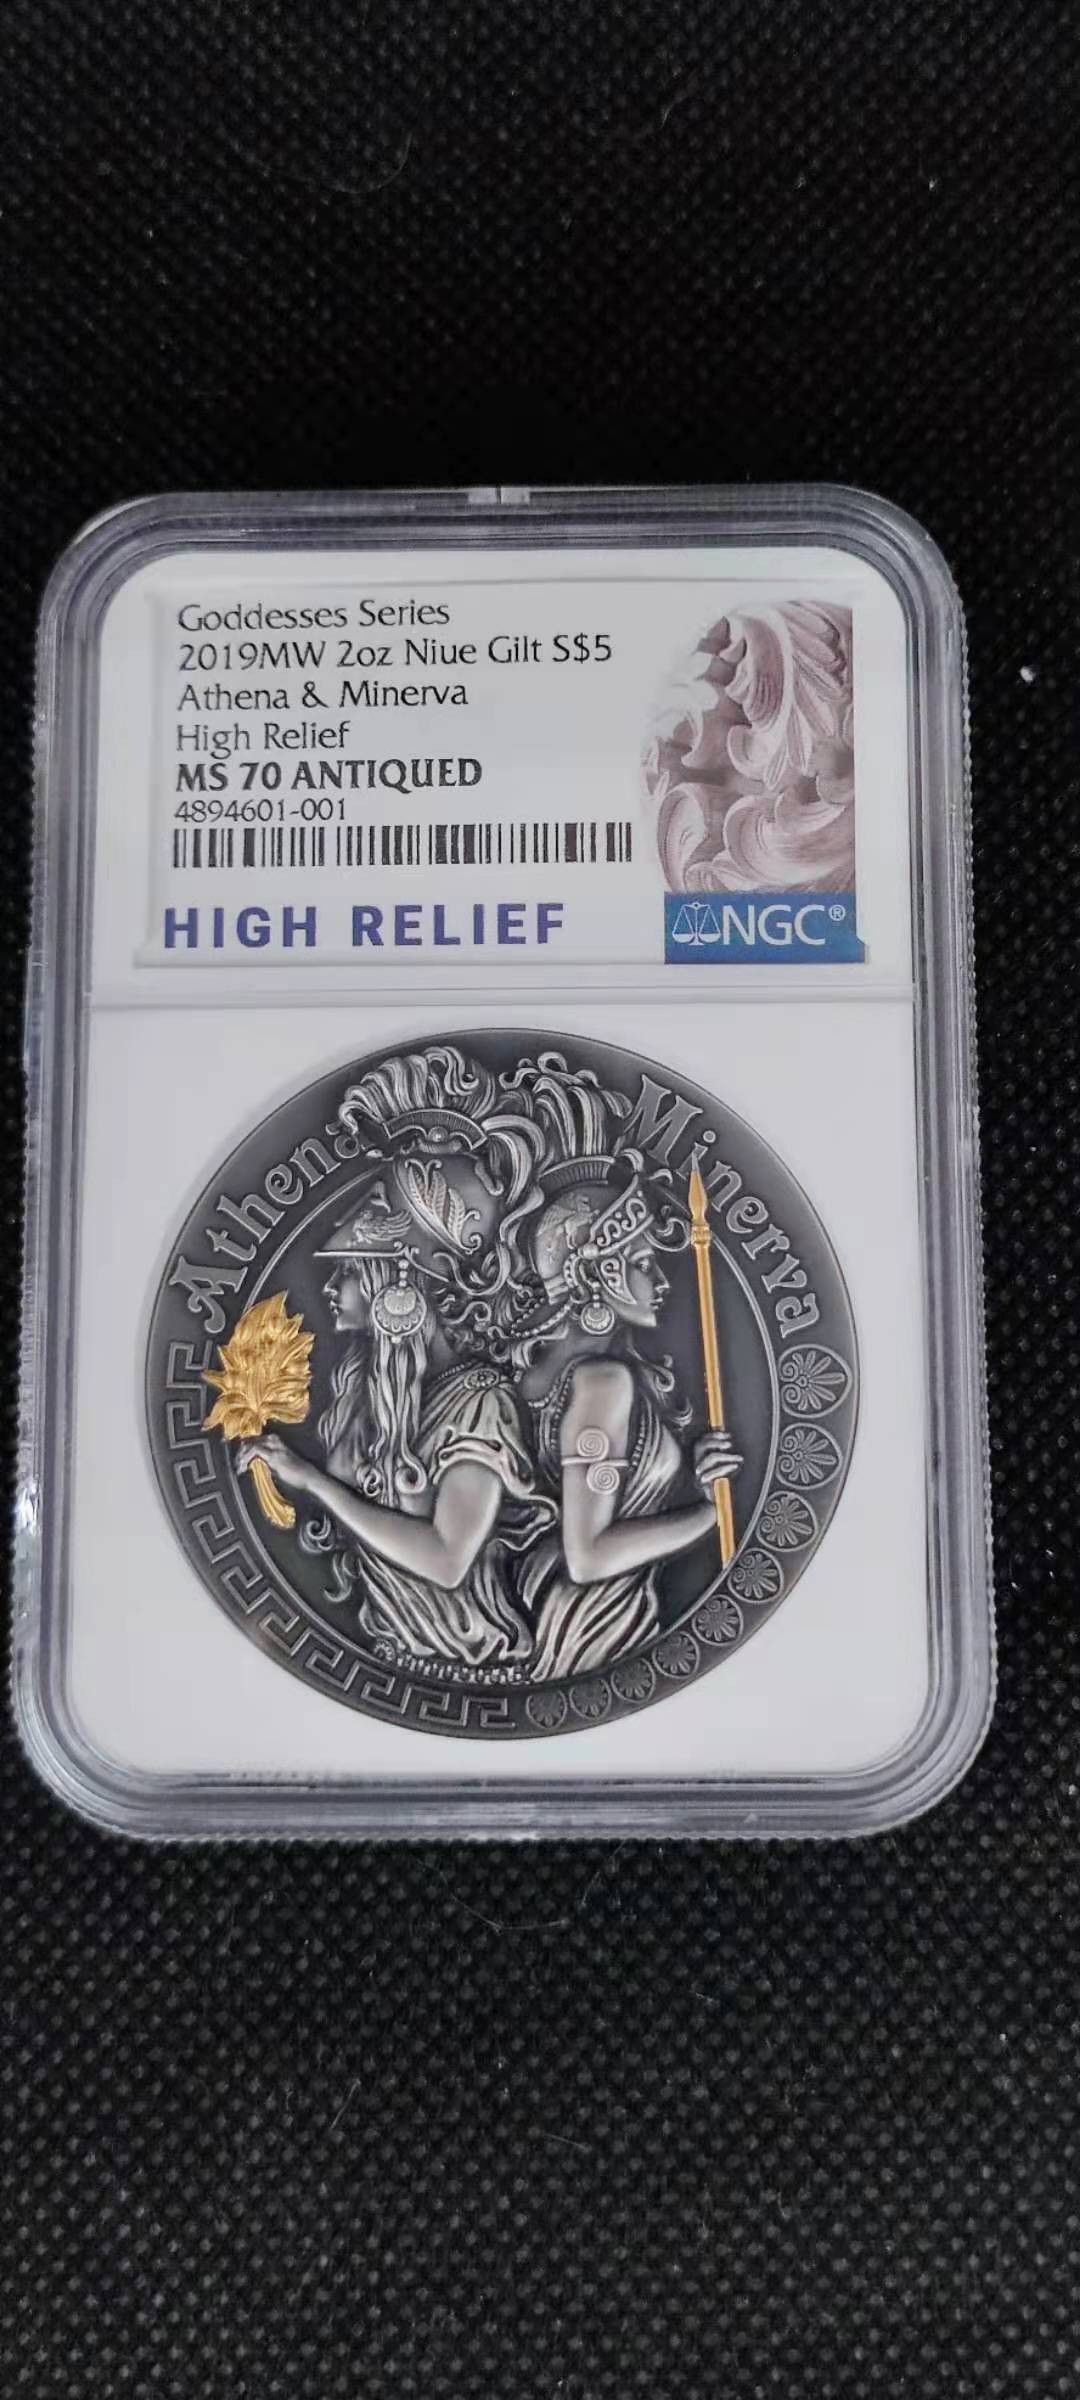 Goddesses Series
2019MW 2oz Niue Gilt S$5
Athena & Minerva
High Relief
MS 70 ANTIQUED
4894601-001
HIGH RELIEF
NGC®
Athena
Minerva